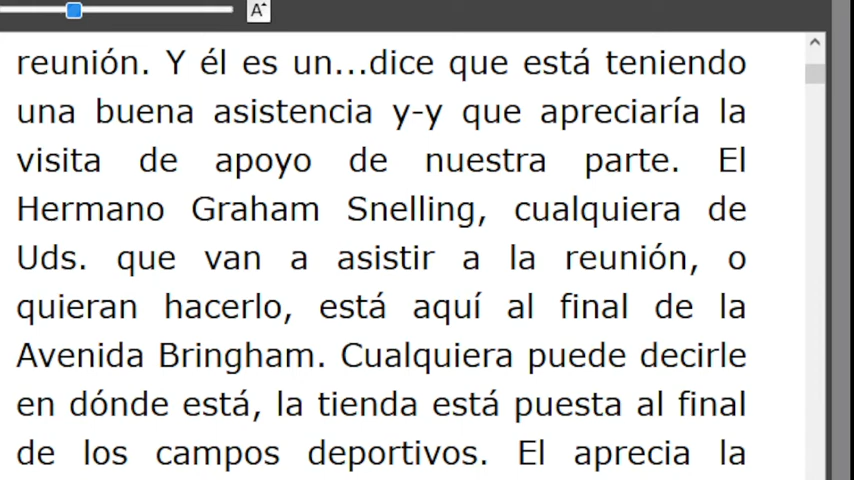 A
reunión. Y él es un...dice que está teniendo
una buena asistencia y-y que apreciaría la
visita de apoyo de nuestra parte. El
Hermano Graham Snelling, cualquiera de
Uds. que van a asistir a la reunión, o
quieran hacerlo, está aquí al final de la
Avenida Bringham. Cualquiera puede decirle
en dónde está, la tienda está puesta al final
de los campos deportivos. El aprecia la